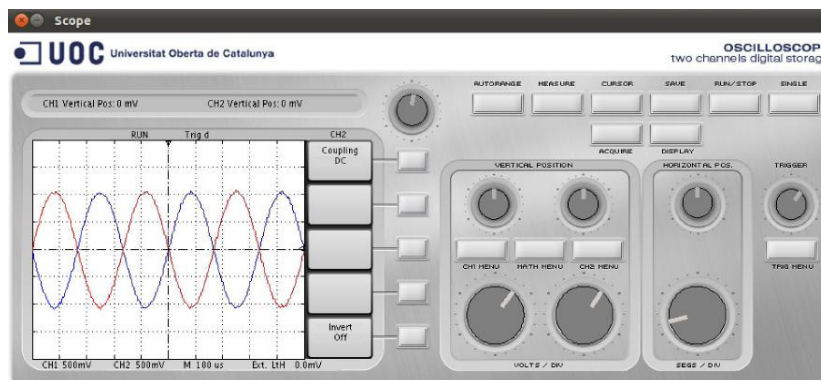 Scope
UOC Universitat Oberta de Catalunya
OSCILLOSCOP
two channels digital storag
AUTORANGE MEASURE CURSOR SAVE RUN/STOP SINGLE
CH1 Vertical Pos: 0 mV CH2 Vertical Pos: 0 mV
RUN Trig d CH2
ACQUIRE DISPLAY
Coupling
DC
VERTICAL POSITION HORIZONTAL POS. TRIGGER
CH1 MENU MATH MENU CH2 MENU TRIG MENU
Invert
Off
CH1 500mV CH2 500mV M 100 us Ext. LtH 0.0mV
VOLTS / DIV SEGS / DIV